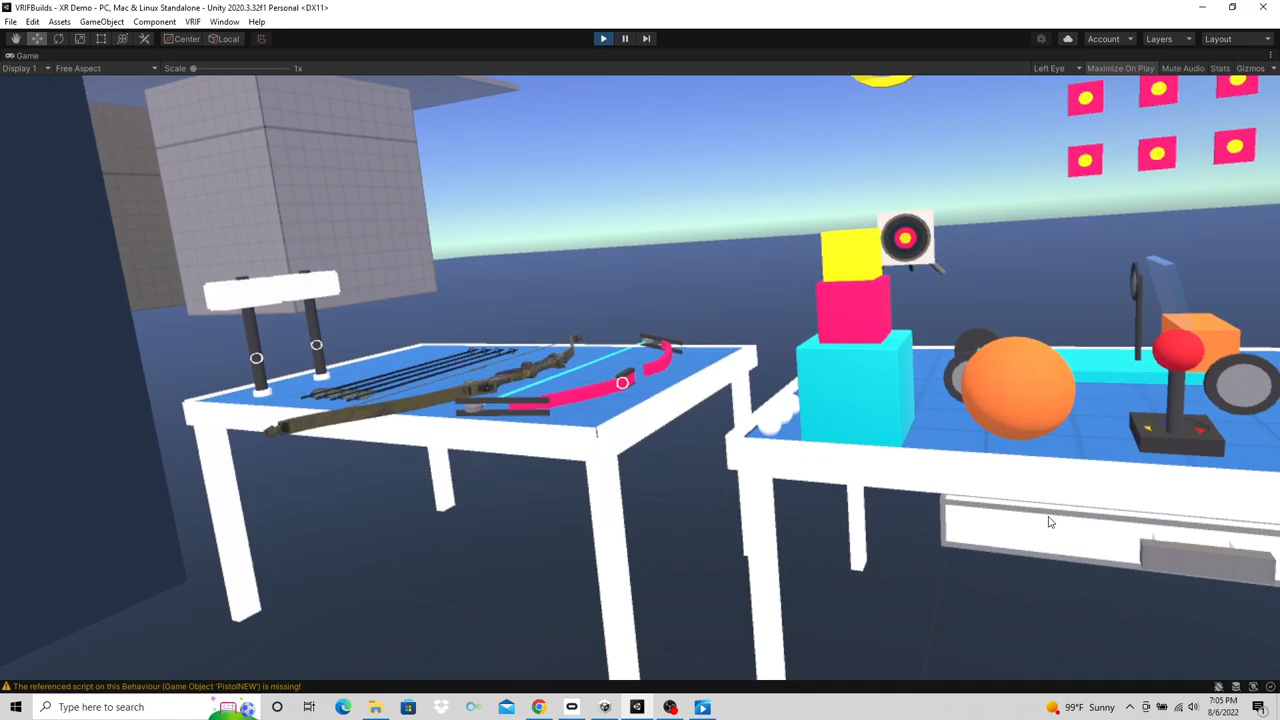 VRIFBuilds - XR Demo - PC, Mac & Linux Standalone - Unity 2020.3.32f1 Personal <DX11>
File Edit Assets GameObject Component VRIF Window Help
Center Local Account Layers Layout
Game
Display 1 Free Aspect Scale 1x Left Eye Maximize On Play Mute Audio Stats Gizmos
The referenced script on this Behaviour (Game Object 'PistolNEW') is missing!
Type here to search 99°F Sunny 7:05 PM
8/6/2022